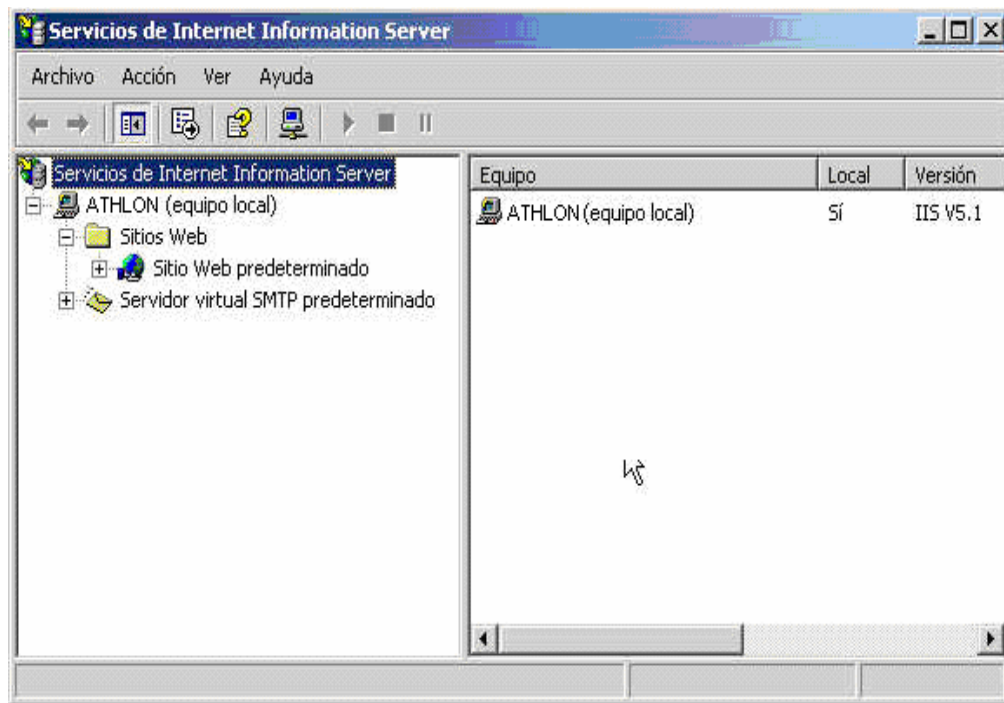 Servicios de Internet Information Server
Archivo Acción Ver Ayuda
Servicios de Internet Information Server
ATHLON (equipo local)
Sitios Web
Sitio Web predeterminado
Servidor virtual SMTP predeterminado
Equipo Local Versión
ATHLON (equipo local) Sí IIS V5.1